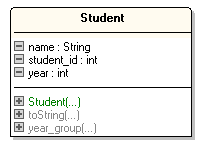 Student
name : String
student_id : int
year : int
Student(...)
toString(...)
year_group(...)